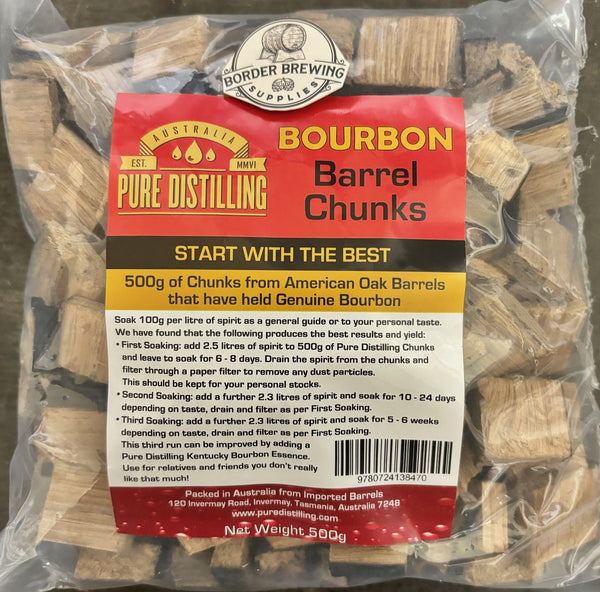 BORDER BREWING
SUPPLIES
AUSTRALIA
EST. MMVI
PURE DISTILLING
BOURBON
Barrel
Chunks
START WITH THE BEST
500g of Chunks from American Oak Barrels
that have held Genuine Bourbon
Soak 100g per litre of spirit as a general guide or to your personal taste.
We have found that the following produces the best results and yield:
• First Soaking: add 2.5 litres of spirit to 500g of Pure Distilling Chunks
and leave to soak for 6 - 8 days. Drain the spirit from the chunks and
filter through a paper filter to remove any dust particles.
This should be kept for your personal stocks.
• Second Soaking: add a further 2.3 litres of spirit and soak for 10 - 24 days
depending on taste, drain and filter as per First Soaking.
• Third Soaking: add a further 2.3 litres of spirit and soak for 5 - 6 weeks
depending on taste, drain and filter as per First Soaking.
This third run can be improved by adding a
Pure Distilling Kentucky Bourbon Essence.
Use for relatives and friends you don't really
like that much!
9780724138470
Packed in Australia from Imported Barrels
120 Invermay Road, Invermay, Tasmania, Australia 7248
www.puredistilling.com
Net Weight 500g